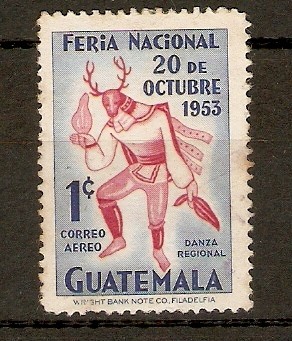 FERIA NACIONAL
20 DE
OCTUBRE
1953
1¢
CORREO
AEREO
DANZA
REGIONAL
GUATEMALA
WRIGHT BANK NOTE CO., FILADELFIA